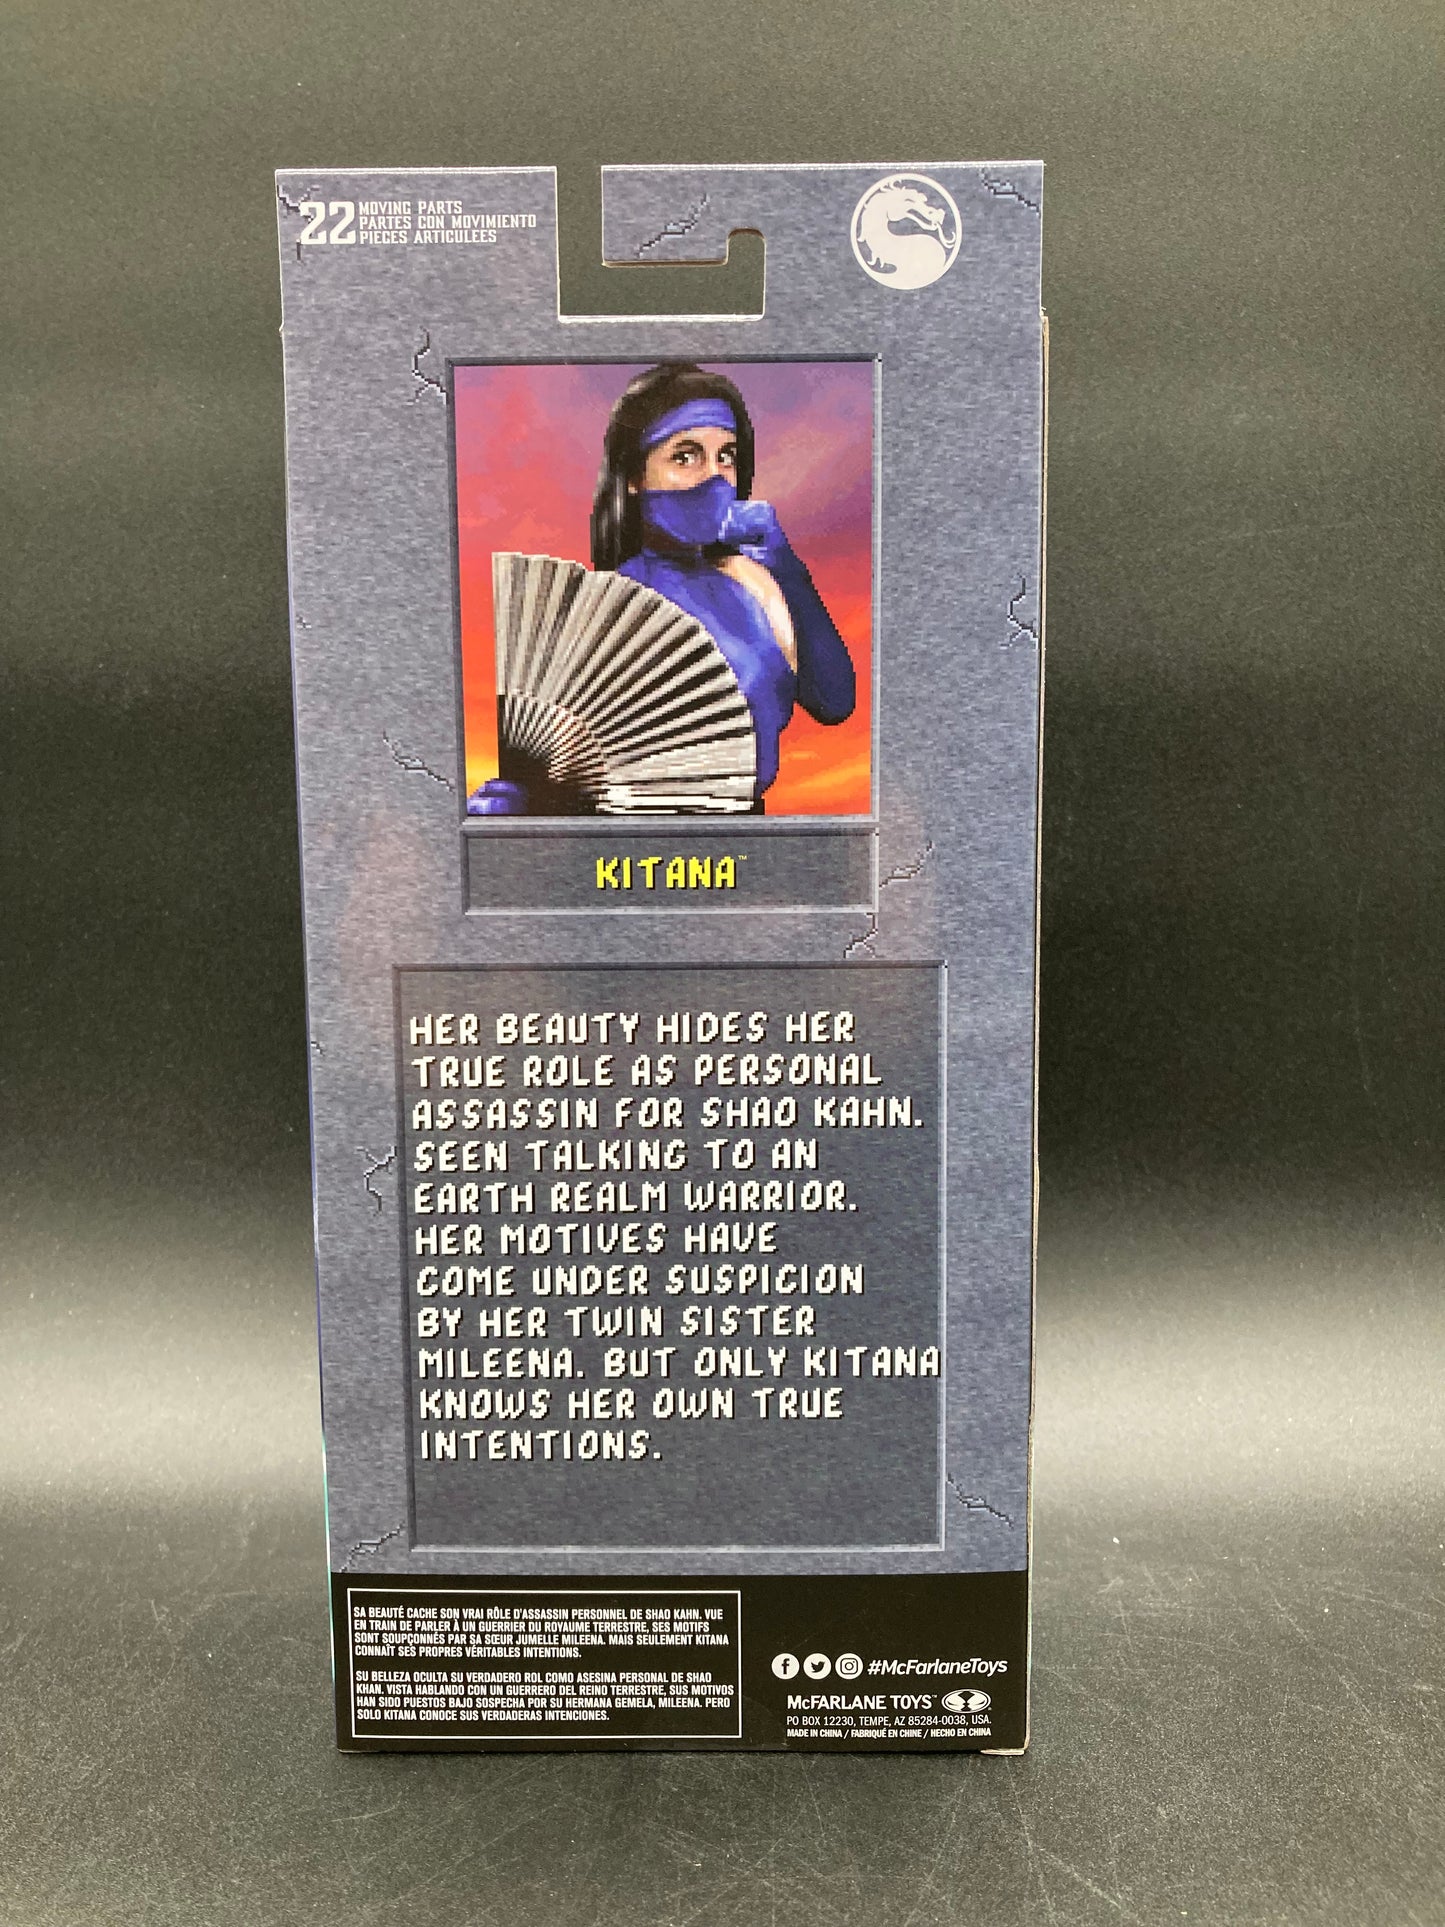 22 MOVING PARTS
PARTES CON MOVIMIENTO
PIECES ARTICULEES
KITANA™
HER BEAUTY HIDES HER
TRUE ROLE AS PERSONAL
ASSASSIN FOR SHAO KAHN.
SEEN TALKING TO AN
EARTH REALM WARRIOR.
HER MOTIVES HAVE
COME UNDER SUSPICION
BY HER TWIN SISTER
MILEENA. BUT ONLY KITANA
KNOWS HER OWN TRUE
INTENTIONS.
SA BEAUTÉ CACHE SON VRAI RÔLE D'ASSASSIN PERSONNEL DE SHAO KAHN. VUE
EN TRAIN DE PARLER À UN GUERRIER DU ROYAUME TERRESTRE, SES MOTIFS
SONT SOUPÇONNÉS PAR SA SŒUR JUMELLE MILEENA. MAIS SEULEMENT KITANA
CONNAÎT SES PROPRES VÉRITABLES INTENTIONS.
SU BELLEZA OCULTA SU VERDADERO ROL COMO ASESINA PERSONAL DE SHAO
KHAN. VISTA HABLANDO CON UN GUERRERO DEL REINO TERRESTRE, SUS MOTIVOS
HAN SIDO PUESTOS BAJO SOSPECHA POR SU HERMANA GEMELA, MILEENA. PERO
SOLO KITANA CONOCE SUS VERDADERAS INTENCIONES.
#McFarlaneToys
McFARLANE TOYS™
PO BOX 12230, TEMPE, AZ 85284-0038, USA.
MADE IN CHINA / FABRIQUÉ EN CHINE / HECHO EN CHINA